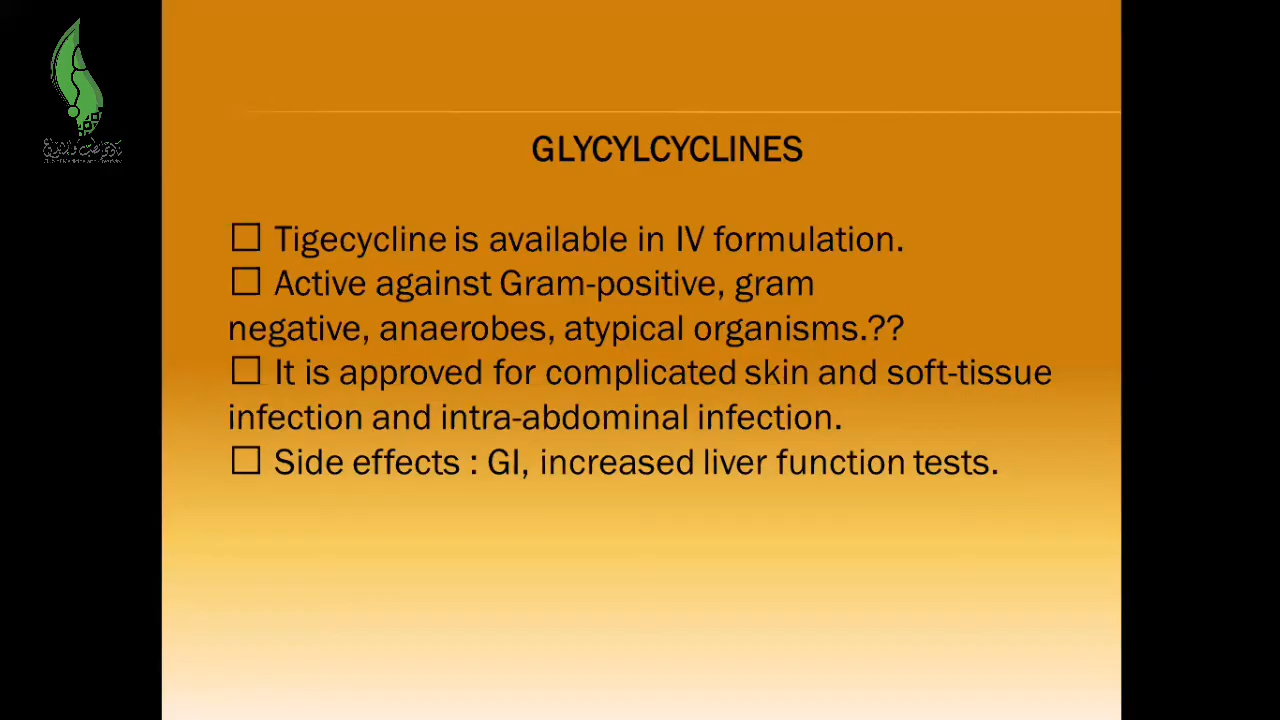 GLYCYLCYCLINES
☐ Tigecycline is available in IV formulation.
☐ Active against Gram-positive, gram
negative, anaerobes, atypical organisms.??
☐ It is approved for complicated skin and soft-tissue
infection and intra-abdominal infection.
☐ Side effects : GI, increased liver function tests.